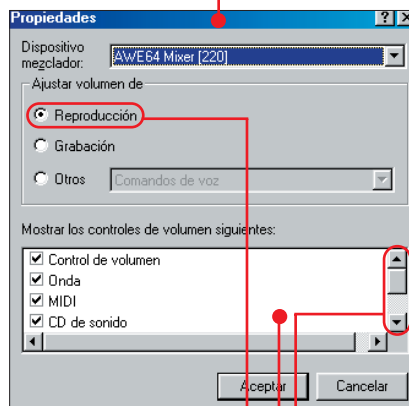 Propiedades
Dispositivo
mezclador:
AWE64 Mixer [220]
Ajustar volumen de
Reproducción
Grabación
Otros
Comandos de voz
Mostrar los controles de volumen siguientes:
Control de volumen
Onda
MIDI
CD de sonido
Aceptar
Cancelar